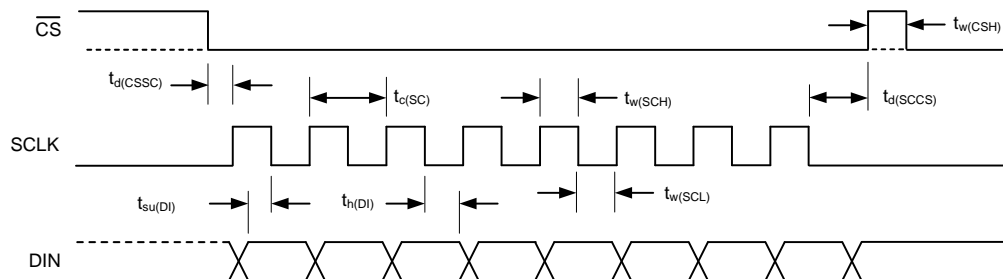 CS
tw(CSH)
td(CSSC)
tc(SC)
tw(SCH)
td(SCCS)
SCLK
tsu(DI)
th(DI)
tw(SCL)
DIN